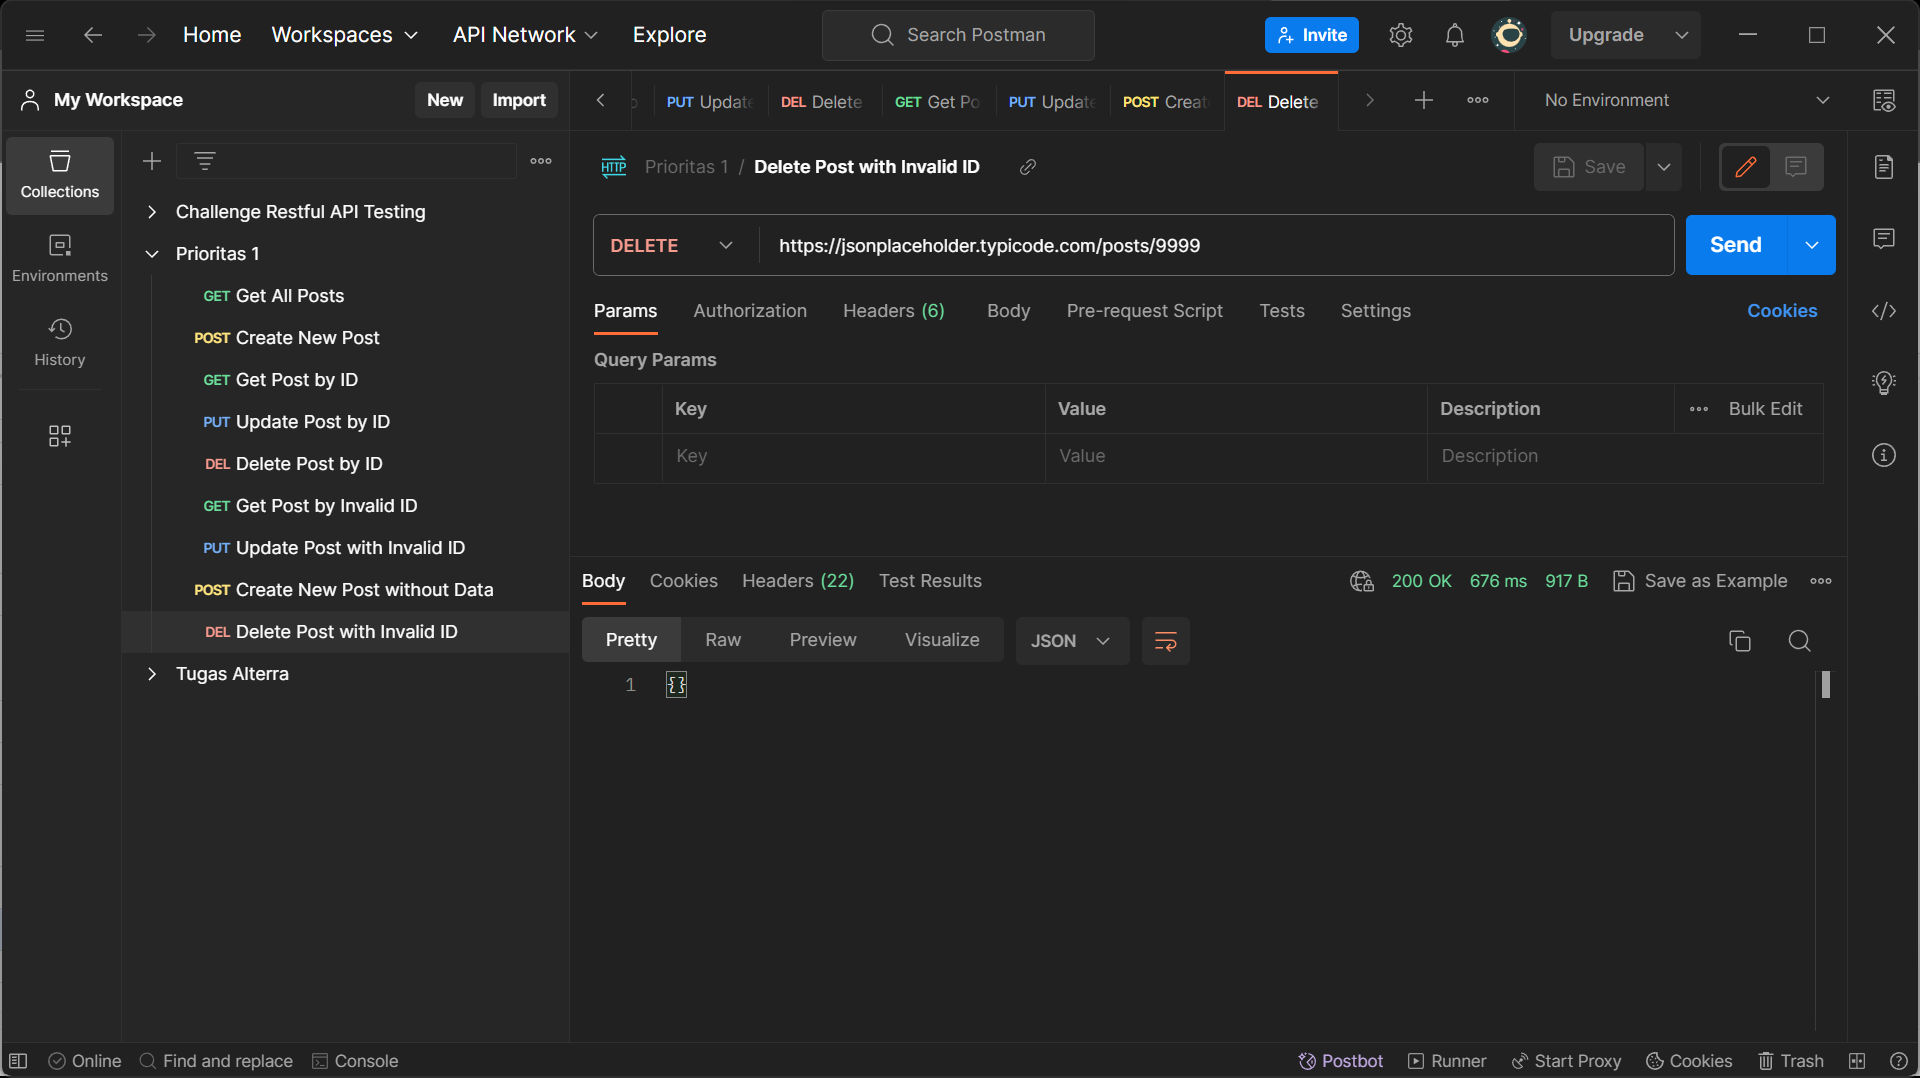 Home Workspaces API Network Explore Search Postman Invite Upgrade
My Workspace New Import
PUT Update DEL Delete GET Get Po PUT Update POST Creat DEL Delete No Environment
Collections
Environments
History
Challenge Restful API Testing
Prioritas 1
GET Get All Posts
POST Create New Post
GET Get Post by ID
PUT Update Post by ID
DEL Delete Post by ID
GET Get Post by Invalid ID
PUT Update Post with Invalid ID
POST Create New Post without Data
DEL Delete Post with Invalid ID
Tugas Alterra
HTTP Prioritas 1 / Delete Post with Invalid ID Save
DELETE https://jsonplaceholder.typicode.com/posts/9999 Send
Params Authorization Headers (6) Body Pre-request Script Tests Settings Cookies
Query Params
Key Value Description Bulk Edit
Key Value Description
Body Cookies Headers (22) Test Results 200 OK 676 ms 917 B Save as Example
Pretty Raw Preview Visualize JSON
1 {}
Online Find and replace Console Postbot Runner Start Proxy Cookies Trash